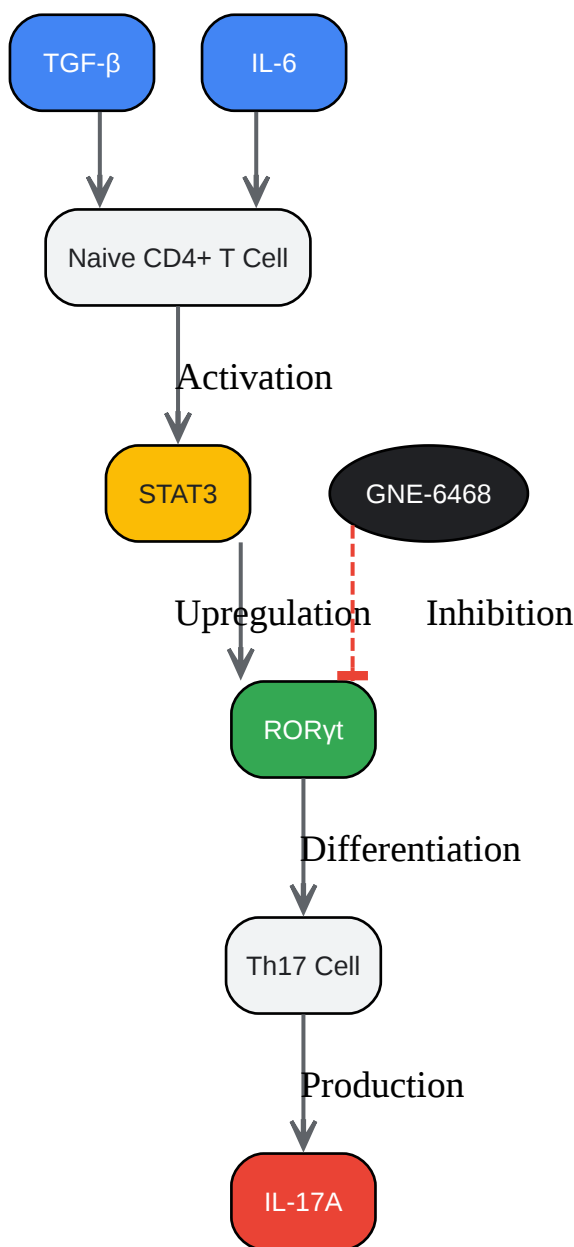 TGF-β
IL-6
Naive CD4+ T Cell
Activation
STAT3
GNE-6468
Upregulation
Inhibition
RORγt
Differentiation
Th17 Cell
Production
IL-17A